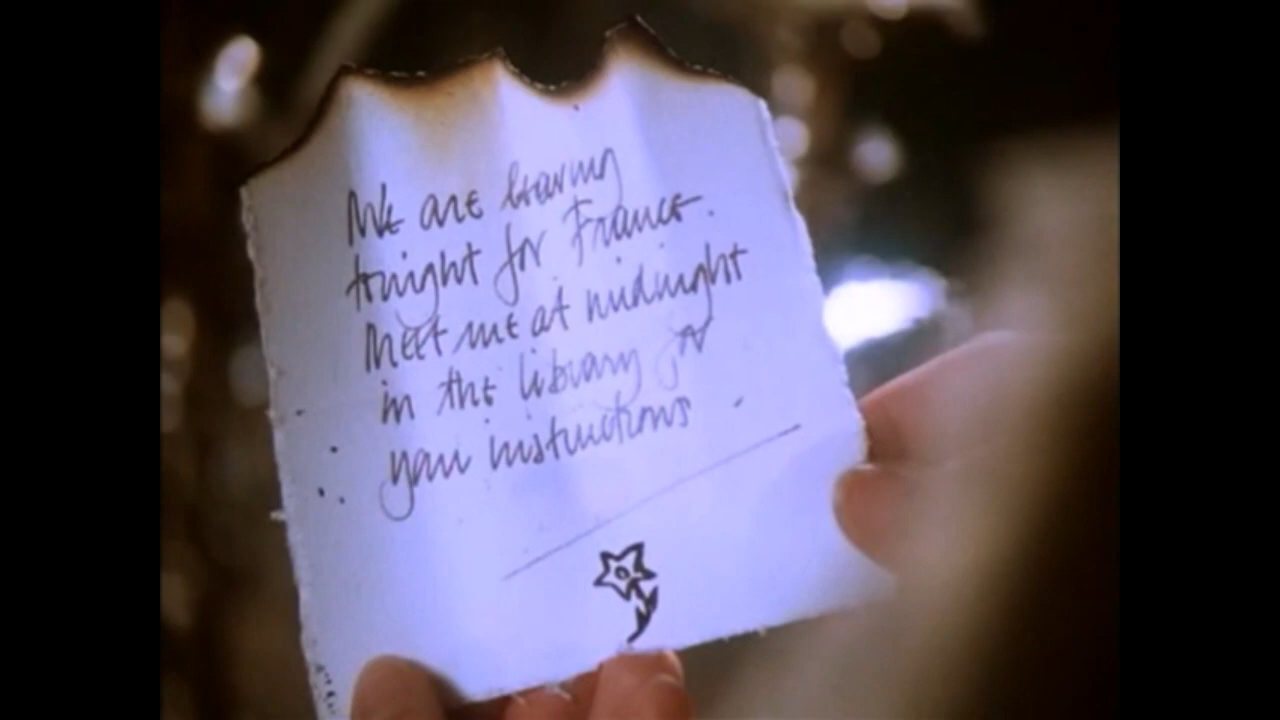 We are leaving
tonight for France.
Meet me at midnight
in the library for
your instructions